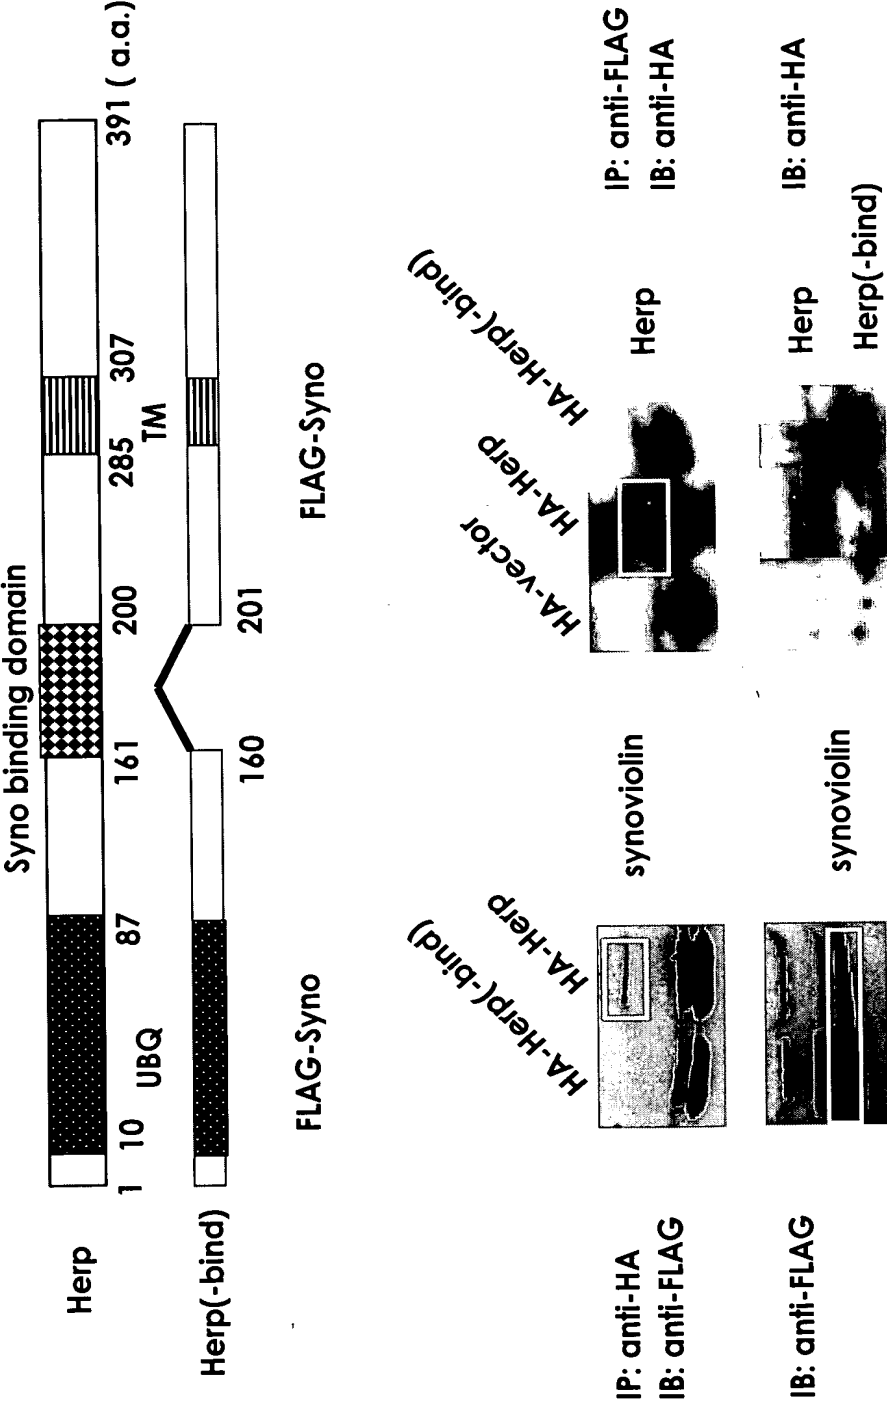 Syno binding domain
Herp
1 10 87 161 200 285 307 391 ( a.a.)
UBQ TM
Herp(-bind)
160 201
FLAG-Syno FLAG-Syno
HA-Herp(-bind) HA-Herp
HA-vector HA-Herp HA-Herp(-bind)
IP: anti-HA
IB: anti-FLAG
synoviolin
Herp
IP: anti-FLAG
IB: anti-HA
IB: anti-FLAG
synoviolin
Herp
Herp(-bind)
IB: anti-HA